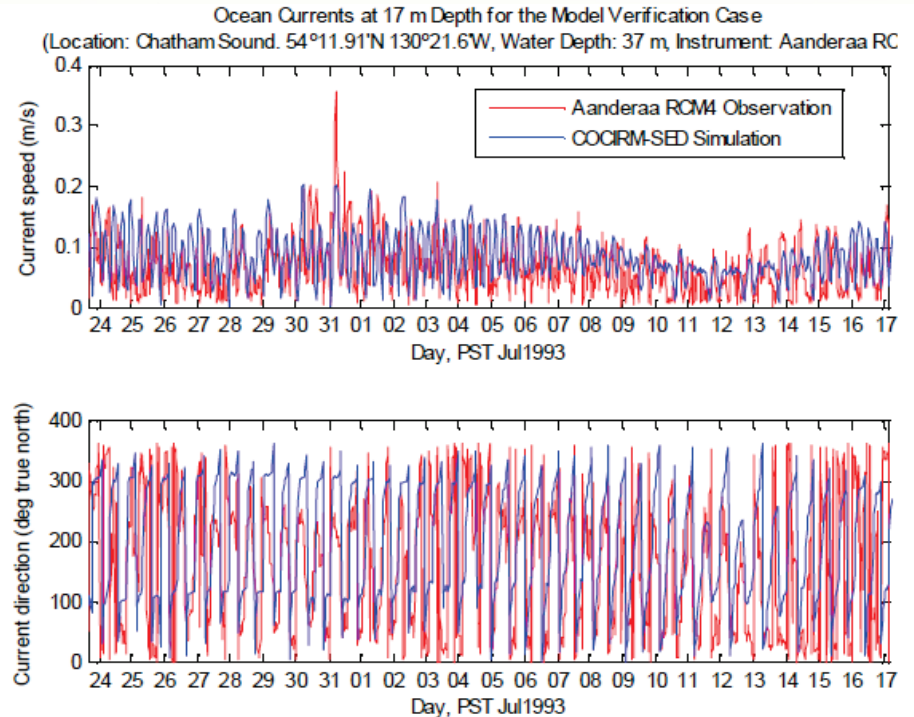 Ocean Currents at 17 m Depth for the Model Verification Case
(Location: Chatham Sound. 54º11.91'N 130º21.6'W, Water Depth: 37 m, Instrument: Aanderaa RC
0.4
0.3
0.2
0.1
0
Current speed (m/s)
Aanderaa RCM4 Observation
COCIRM-SED Simulation
24 25 26 27 28 29 30 31 01 02 03 04 05 06 07 08 09 10 11 12 13 14 15 16 17
Day, PST Jul1993
400
300
200
100
0
Current direction (deg true north)
24 25 26 27 28 29 30 31 01 02 03 04 05 06 07 08 09 10 11 12 13 14 15 16 17
Day, PST Jul1993